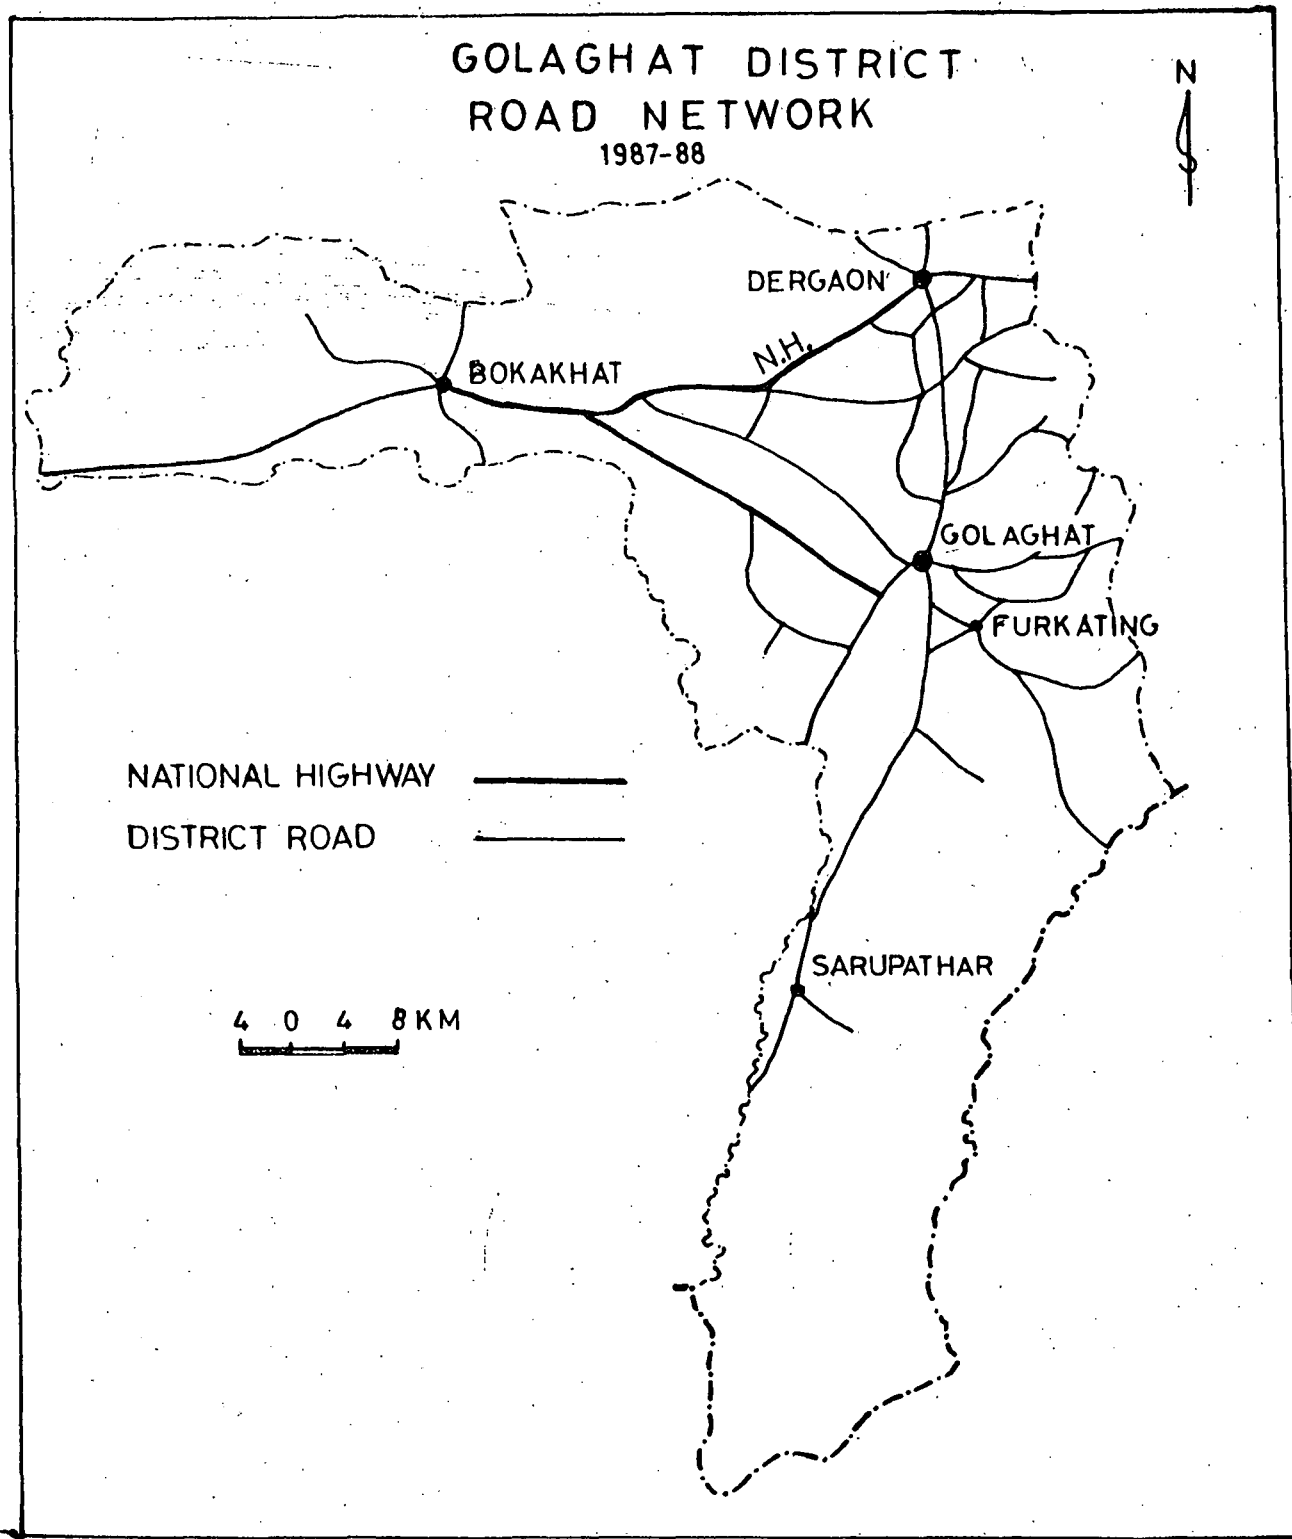 GOLAGHAT DISTRICT
ROAD NETWORK
1987-88
N
DERGAON
N.H.
BOKAKHAT
GOLAGHAT
FURKATING
NATIONAL HIGHWAY
DISTRICT ROAD
SARUPATHAR
4 0 4 8 KM